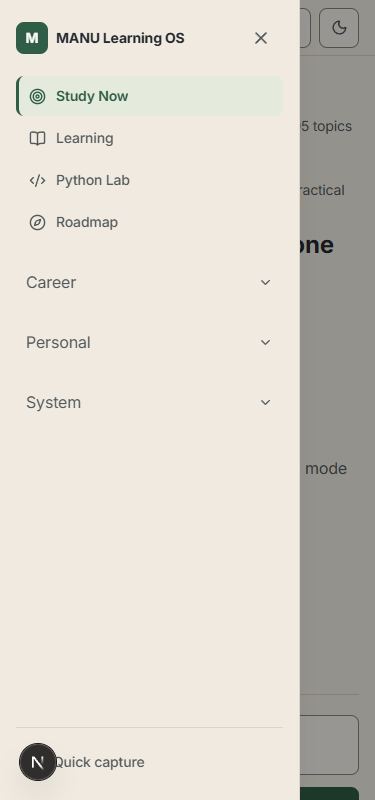 M MANU Learning OS
Study Now
Learning
Python Lab
Roadmap
Career
Personal
System
N Quick capture
5 topics
ractical
one
mode